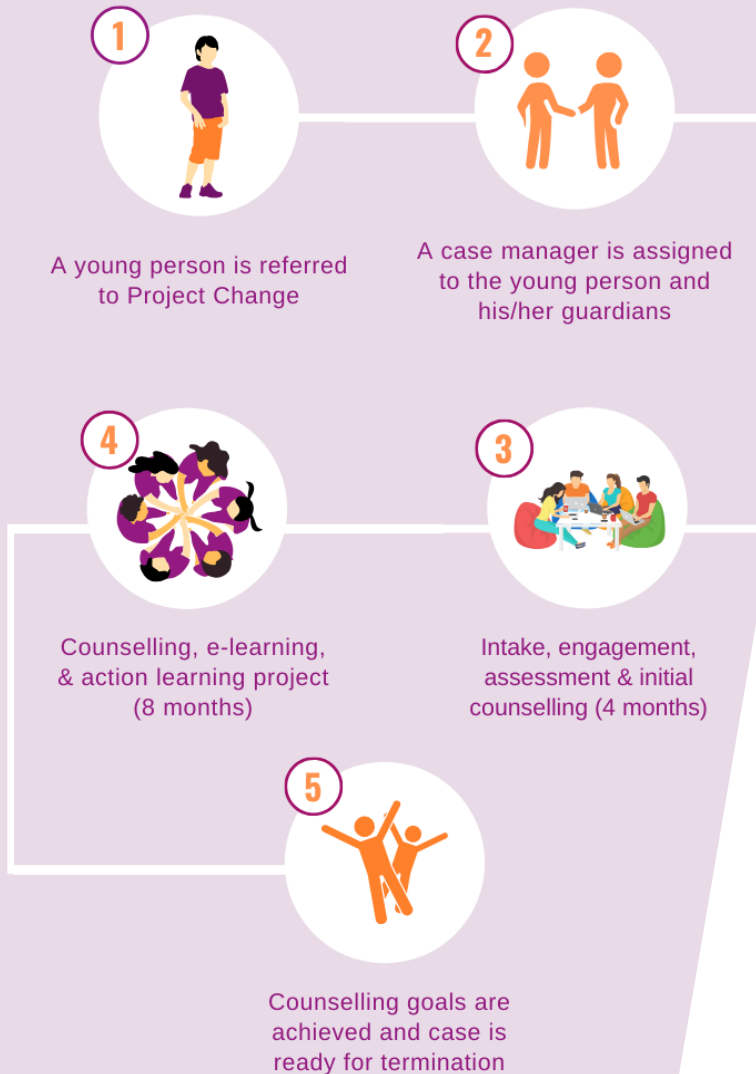 1
A young person is referred
to Project Change
2
A case manager is assigned
to the young person and
his/her guardians
3
Intake, engagement,
assessment & initial
counselling (4 months)
4
Counselling, e-learning,
& action learning project
(8 months)
5
Counselling goals are
achieved and case is
ready for termination